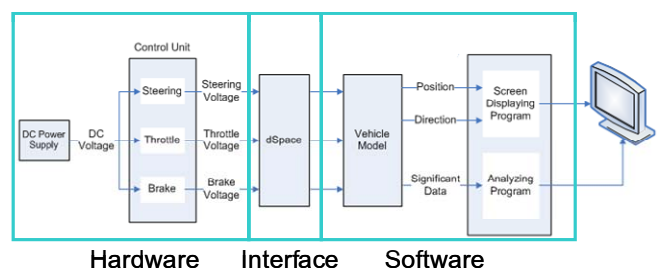 Control Unit
Steering
Steering
Voltage
DC Power
Supply
DC
Voltage
Throttle
Throttle
Voltage
Brake
Brake
Voltage
dSpace
Vehicle
Model
Position
Direction
Significant
Data
Screen
Displaying
Program
Analyzing
Program
Hardware
Interface
Software